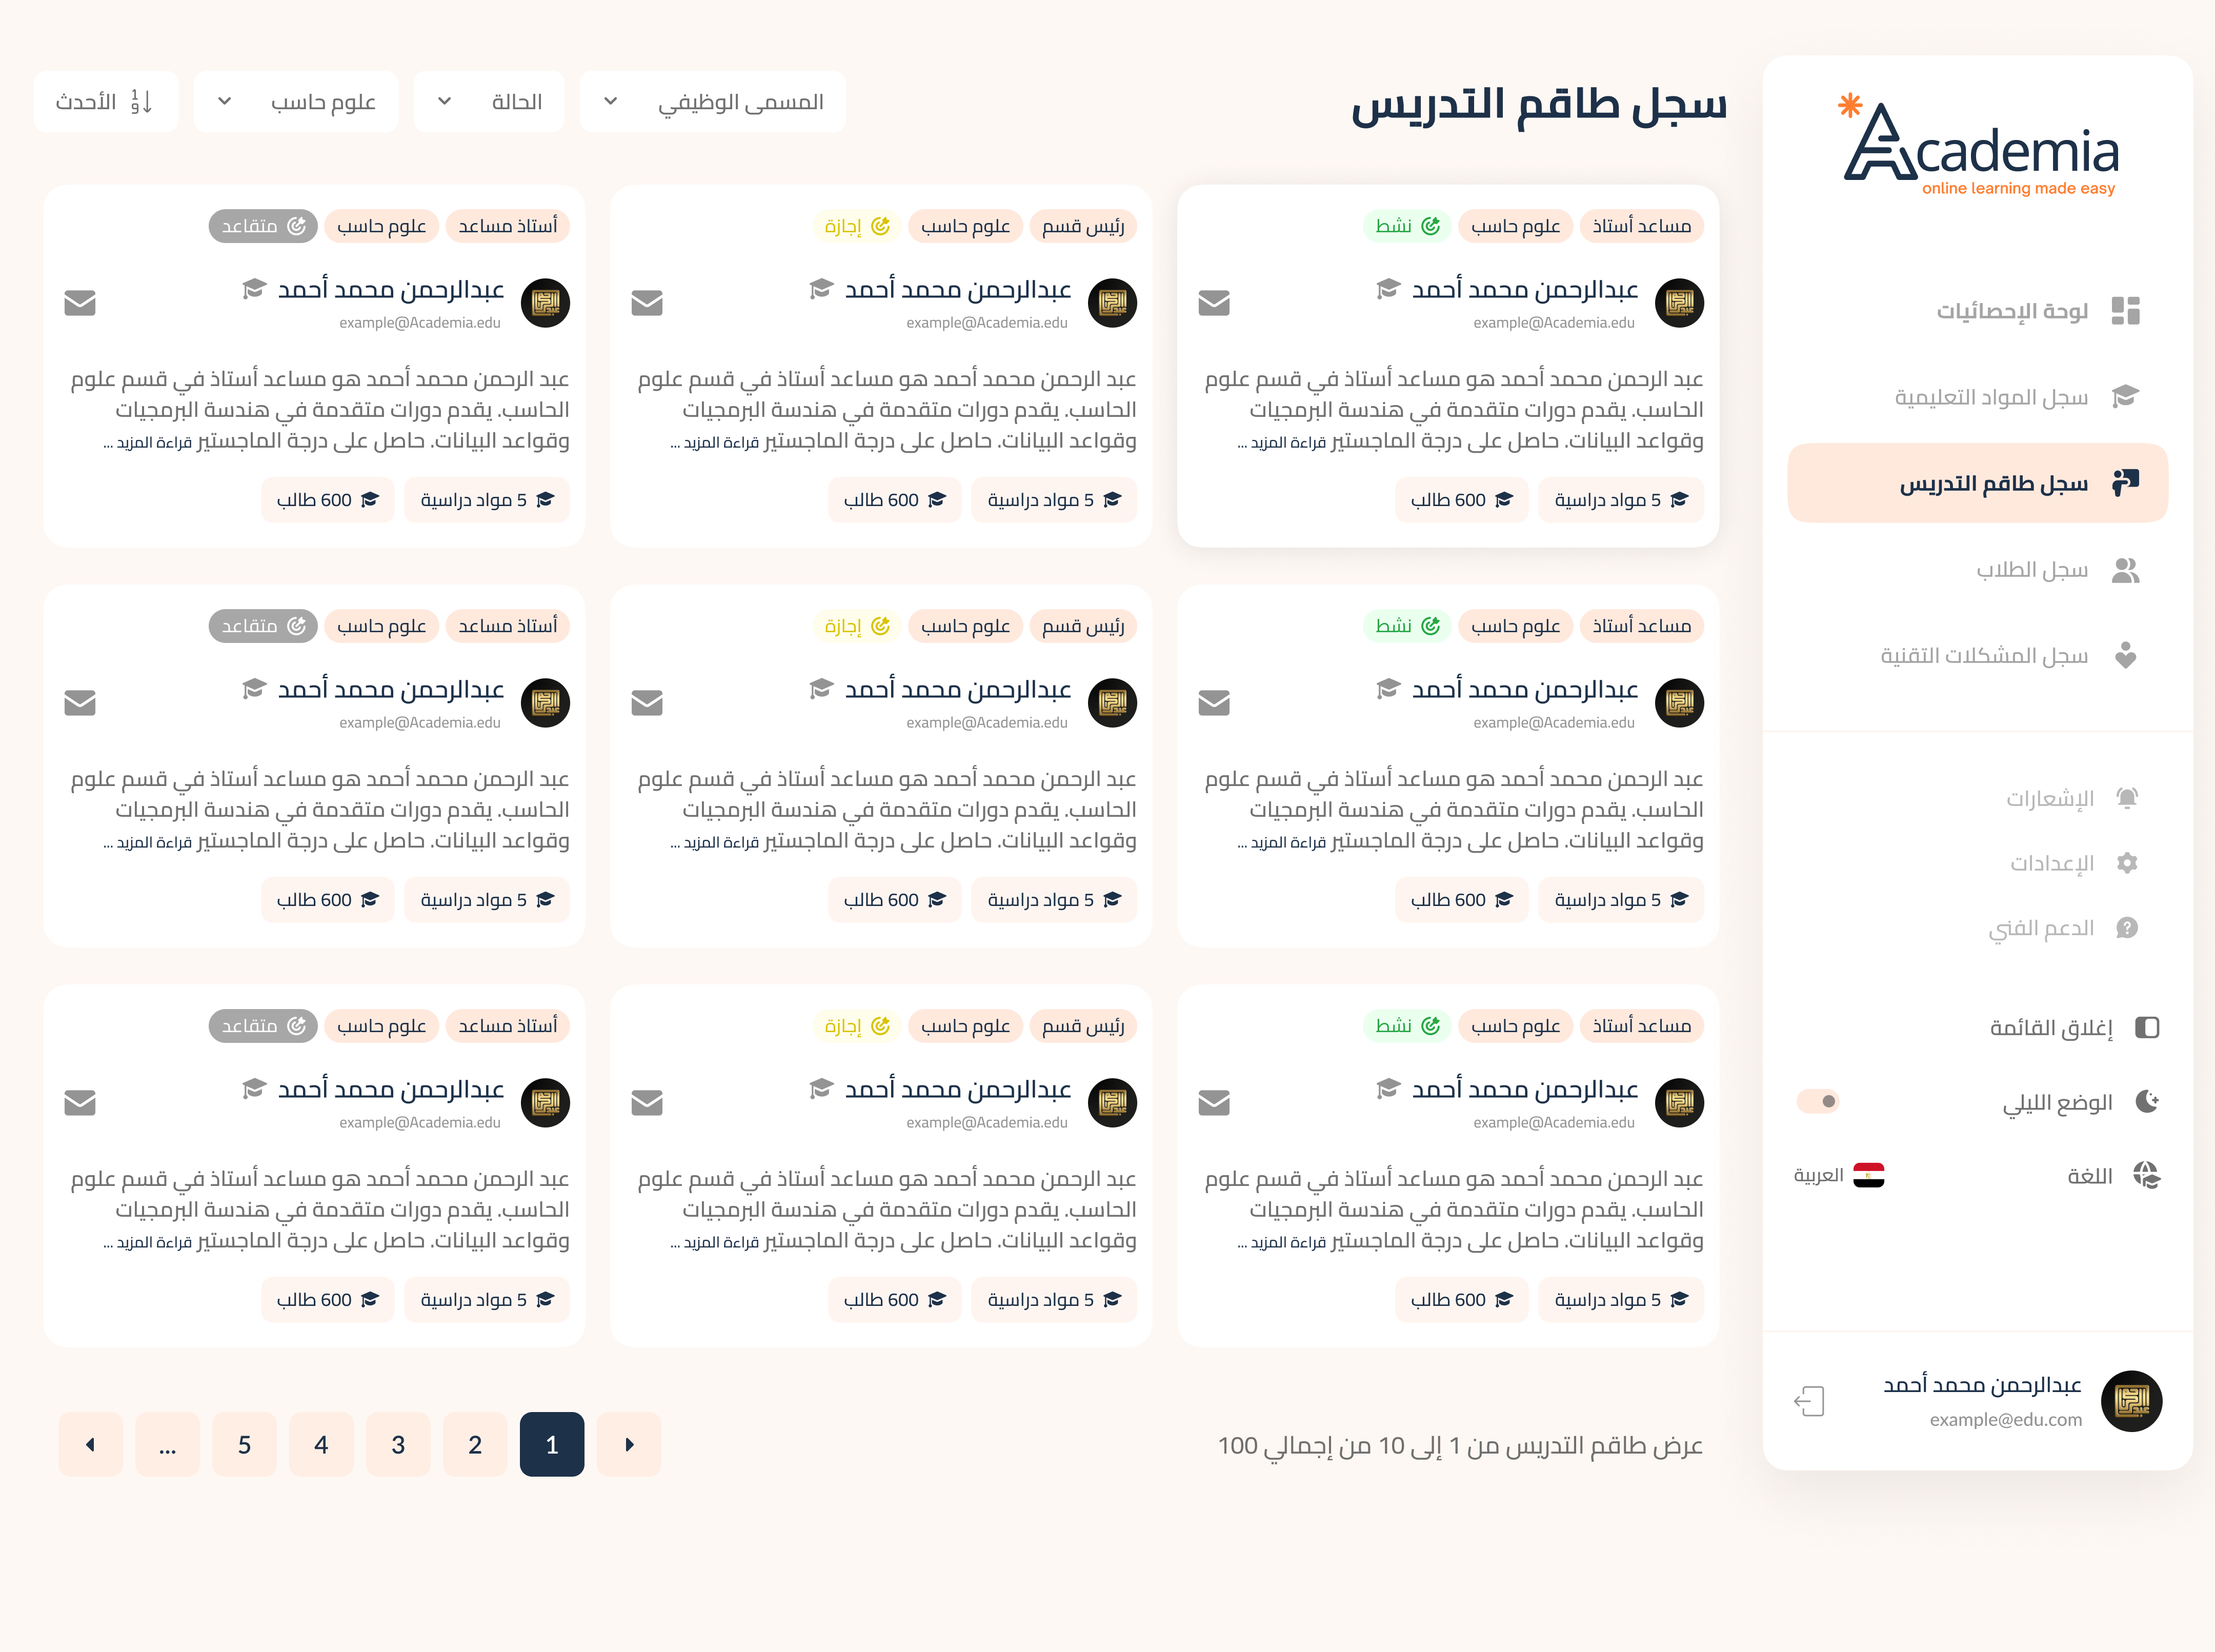 Academia
online learning made easy
لوحة الإحصائيات
سجل المواد التعليمية
سجل طاقم التدريس
سجل الطلاب
سجل المشكلات التقنية
الإشعارات
الإعدادات
الدعم الفني
إغلاق القائمة
الوضع الليلي
اللغة العربية
عبدالرحمن محمد أحمد
example@edu.com
سجل طاقم التدريس
المسمى الوظيفي
الحالة
علوم حاسب
الأحدث
مساعد أستاذ علوم حاسب نشط
عبدالرحمن محمد أحمد
example@Academia.edu
عبد الرحمن محمد أحمد هو مساعد أستاذ في قسم علوم
الحاسب. يقدم دورات متقدمة في هندسة البرمجيات
وقواعد البيانات. حاصل على درجة الماجستير قراءة المزيد ...
5 مواد دراسية 600 طالب
رئيس قسم علوم حاسب إجازة
عبدالرحمن محمد أحمد
example@Academia.edu
عبد الرحمن محمد أحمد هو مساعد أستاذ في قسم علوم
الحاسب. يقدم دورات متقدمة في هندسة البرمجيات
وقواعد البيانات. حاصل على درجة الماجستير قراءة المزيد ...
5 مواد دراسية 600 طالب
أستاذ مساعد علوم حاسب متقاعد
عبدالرحمن محمد أحمد
example@Academia.edu
عبد الرحمن محمد أحمد هو مساعد أستاذ في قسم علوم
الحاسب. يقدم دورات متقدمة في هندسة البرمجيات
وقواعد البيانات. حاصل على درجة الماجستير قراءة المزيد ...
5 مواد دراسية 600 طالب
مساعد أستاذ علوم حاسب نشط
عبدالرحمن محمد أحمد
example@Academia.edu
عبد الرحمن محمد أحمد هو مساعد أستاذ في قسم علوم
الحاسب. يقدم دورات متقدمة في هندسة البرمجيات
وقواعد البيانات. حاصل على درجة الماجستير قراءة المزيد ...
5 مواد دراسية 600 طالب
رئيس قسم علوم حاسب إجازة
عبدالرحمن محمد أحمد
example@Academia.edu
عبد الرحمن محمد أحمد هو مساعد أستاذ في قسم علوم
الحاسب. يقدم دورات متقدمة في هندسة البرمجيات
وقواعد البيانات. حاصل على درجة الماجستير قراءة المزيد ...
5 مواد دراسية 600 طالب
أستاذ مساعد علوم حاسب متقاعد
عبدالرحمن محمد أحمد
example@Academia.edu
عبد الرحمن محمد أحمد هو مساعد أستاذ في قسم علوم
الحاسب. يقدم دورات متقدمة في هندسة البرمجيات
وقواعد البيانات. حاصل على درجة الماجستير قراءة المزيد ...
5 مواد دراسية 600 طالب
مساعد أستاذ علوم حاسب نشط
عبدالرحمن محمد أحمد
example@Academia.edu
عبد الرحمن محمد أحمد هو مساعد أستاذ في قسم علوم
الحاسب. يقدم دورات متقدمة في هندسة البرمجيات
وقواعد البيانات. حاصل على درجة الماجستير قراءة المزيد ...
5 مواد دراسية 600 طالب
رئيس قسم علوم حاسب إجازة
عبدالرحمن محمد أحمد
example@Academia.edu
عبد الرحمن محمد أحمد هو مساعد أستاذ في قسم علوم
الحاسب. يقدم دورات متقدمة في هندسة البرمجيات
وقواعد البيانات. حاصل على درجة الماجستير قراءة المزيد ...
5 مواد دراسية 600 طالب
أستاذ مساعد علوم حاسب متقاعد
عبدالرحمن محمد أحمد
example@Academia.edu
عبد الرحمن محمد أحمد هو مساعد أستاذ في قسم علوم
الحاسب. يقدم دورات متقدمة في هندسة البرمجيات
وقواعد البيانات. حاصل على درجة الماجستير قراءة المزيد ...
5 مواد دراسية 600 طالب
عرض طاقم التدريس من 1 إلى 10 من إجمالي 100
1 2 3 4 5 ...